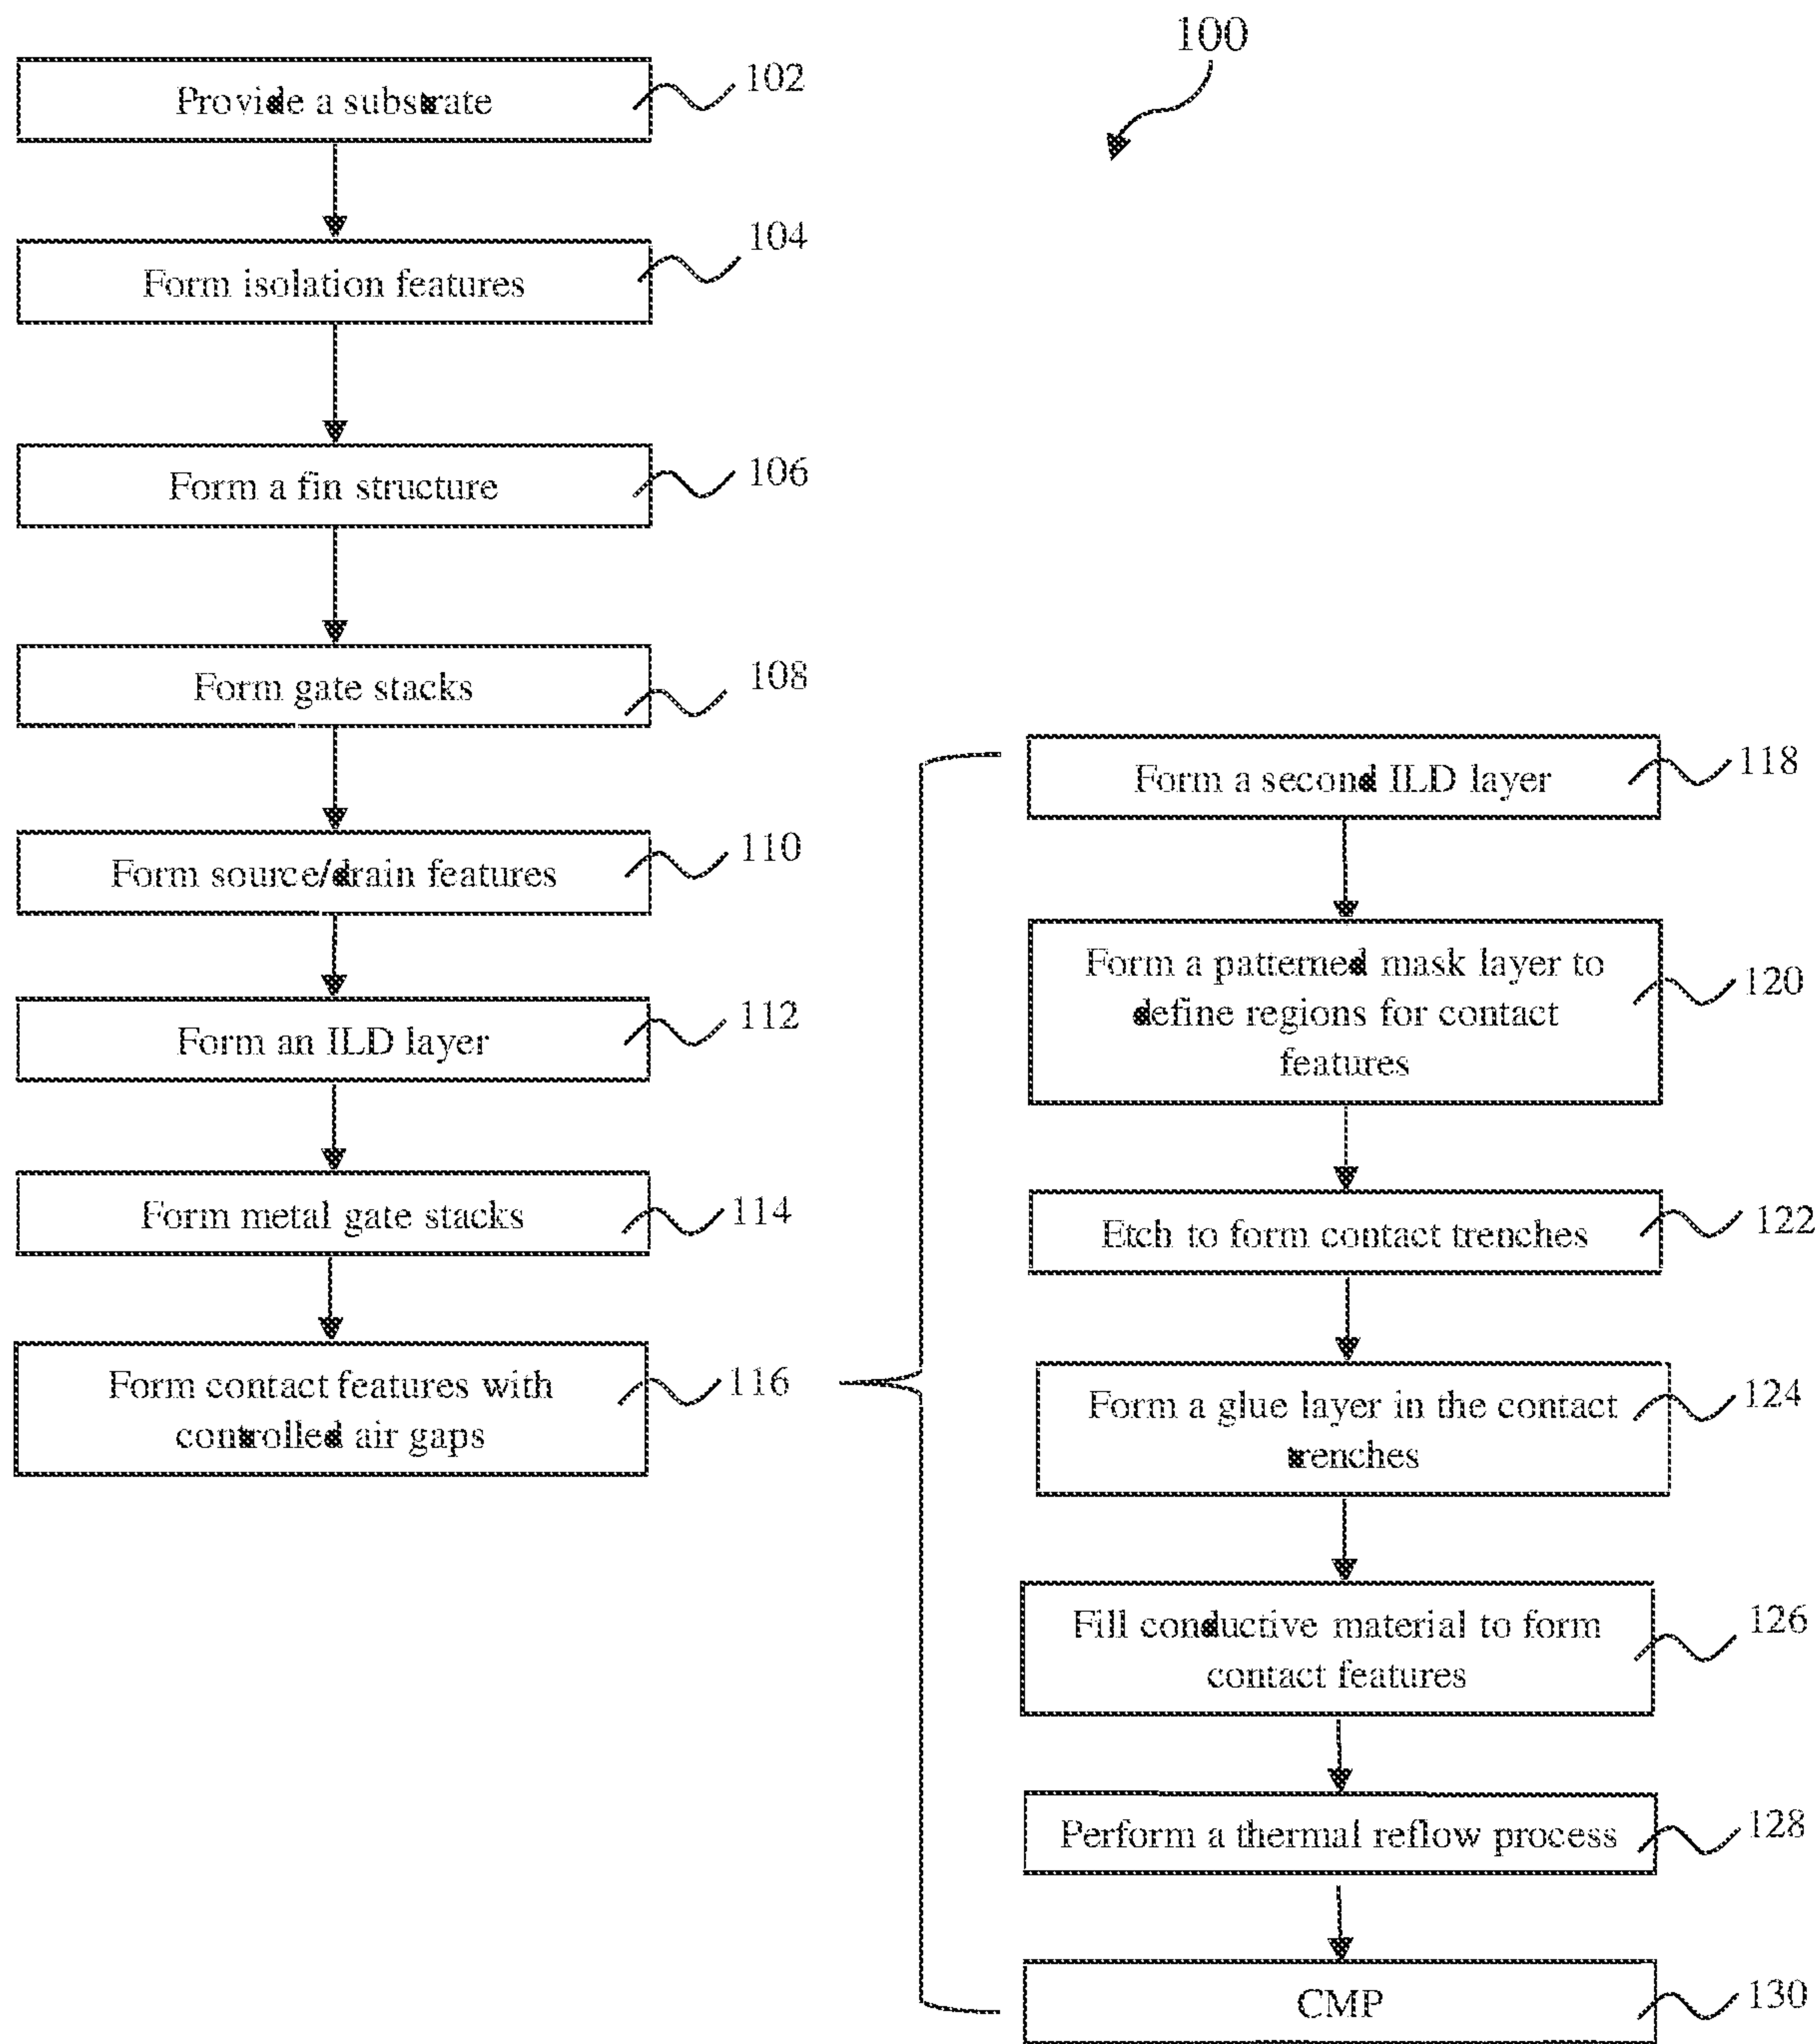 100
Provide a substrate
102
Form isolation features
104
Form a fin structure
106
Form gate stacks
108
Form source/drain features
110
Form an ILD layer
112
Form metal gate stacks
114
Form contact features with
controlled air gaps
116
Form a second ILD layer
118
Form a patterned mask layer to
define regions for contact
features
120
Etch to form contact trenches
122
Form a glue layer in the contact
trenches
124
Fill conductive material to form
contact features
126
Perform a thermal reflow process
128
CMP
130